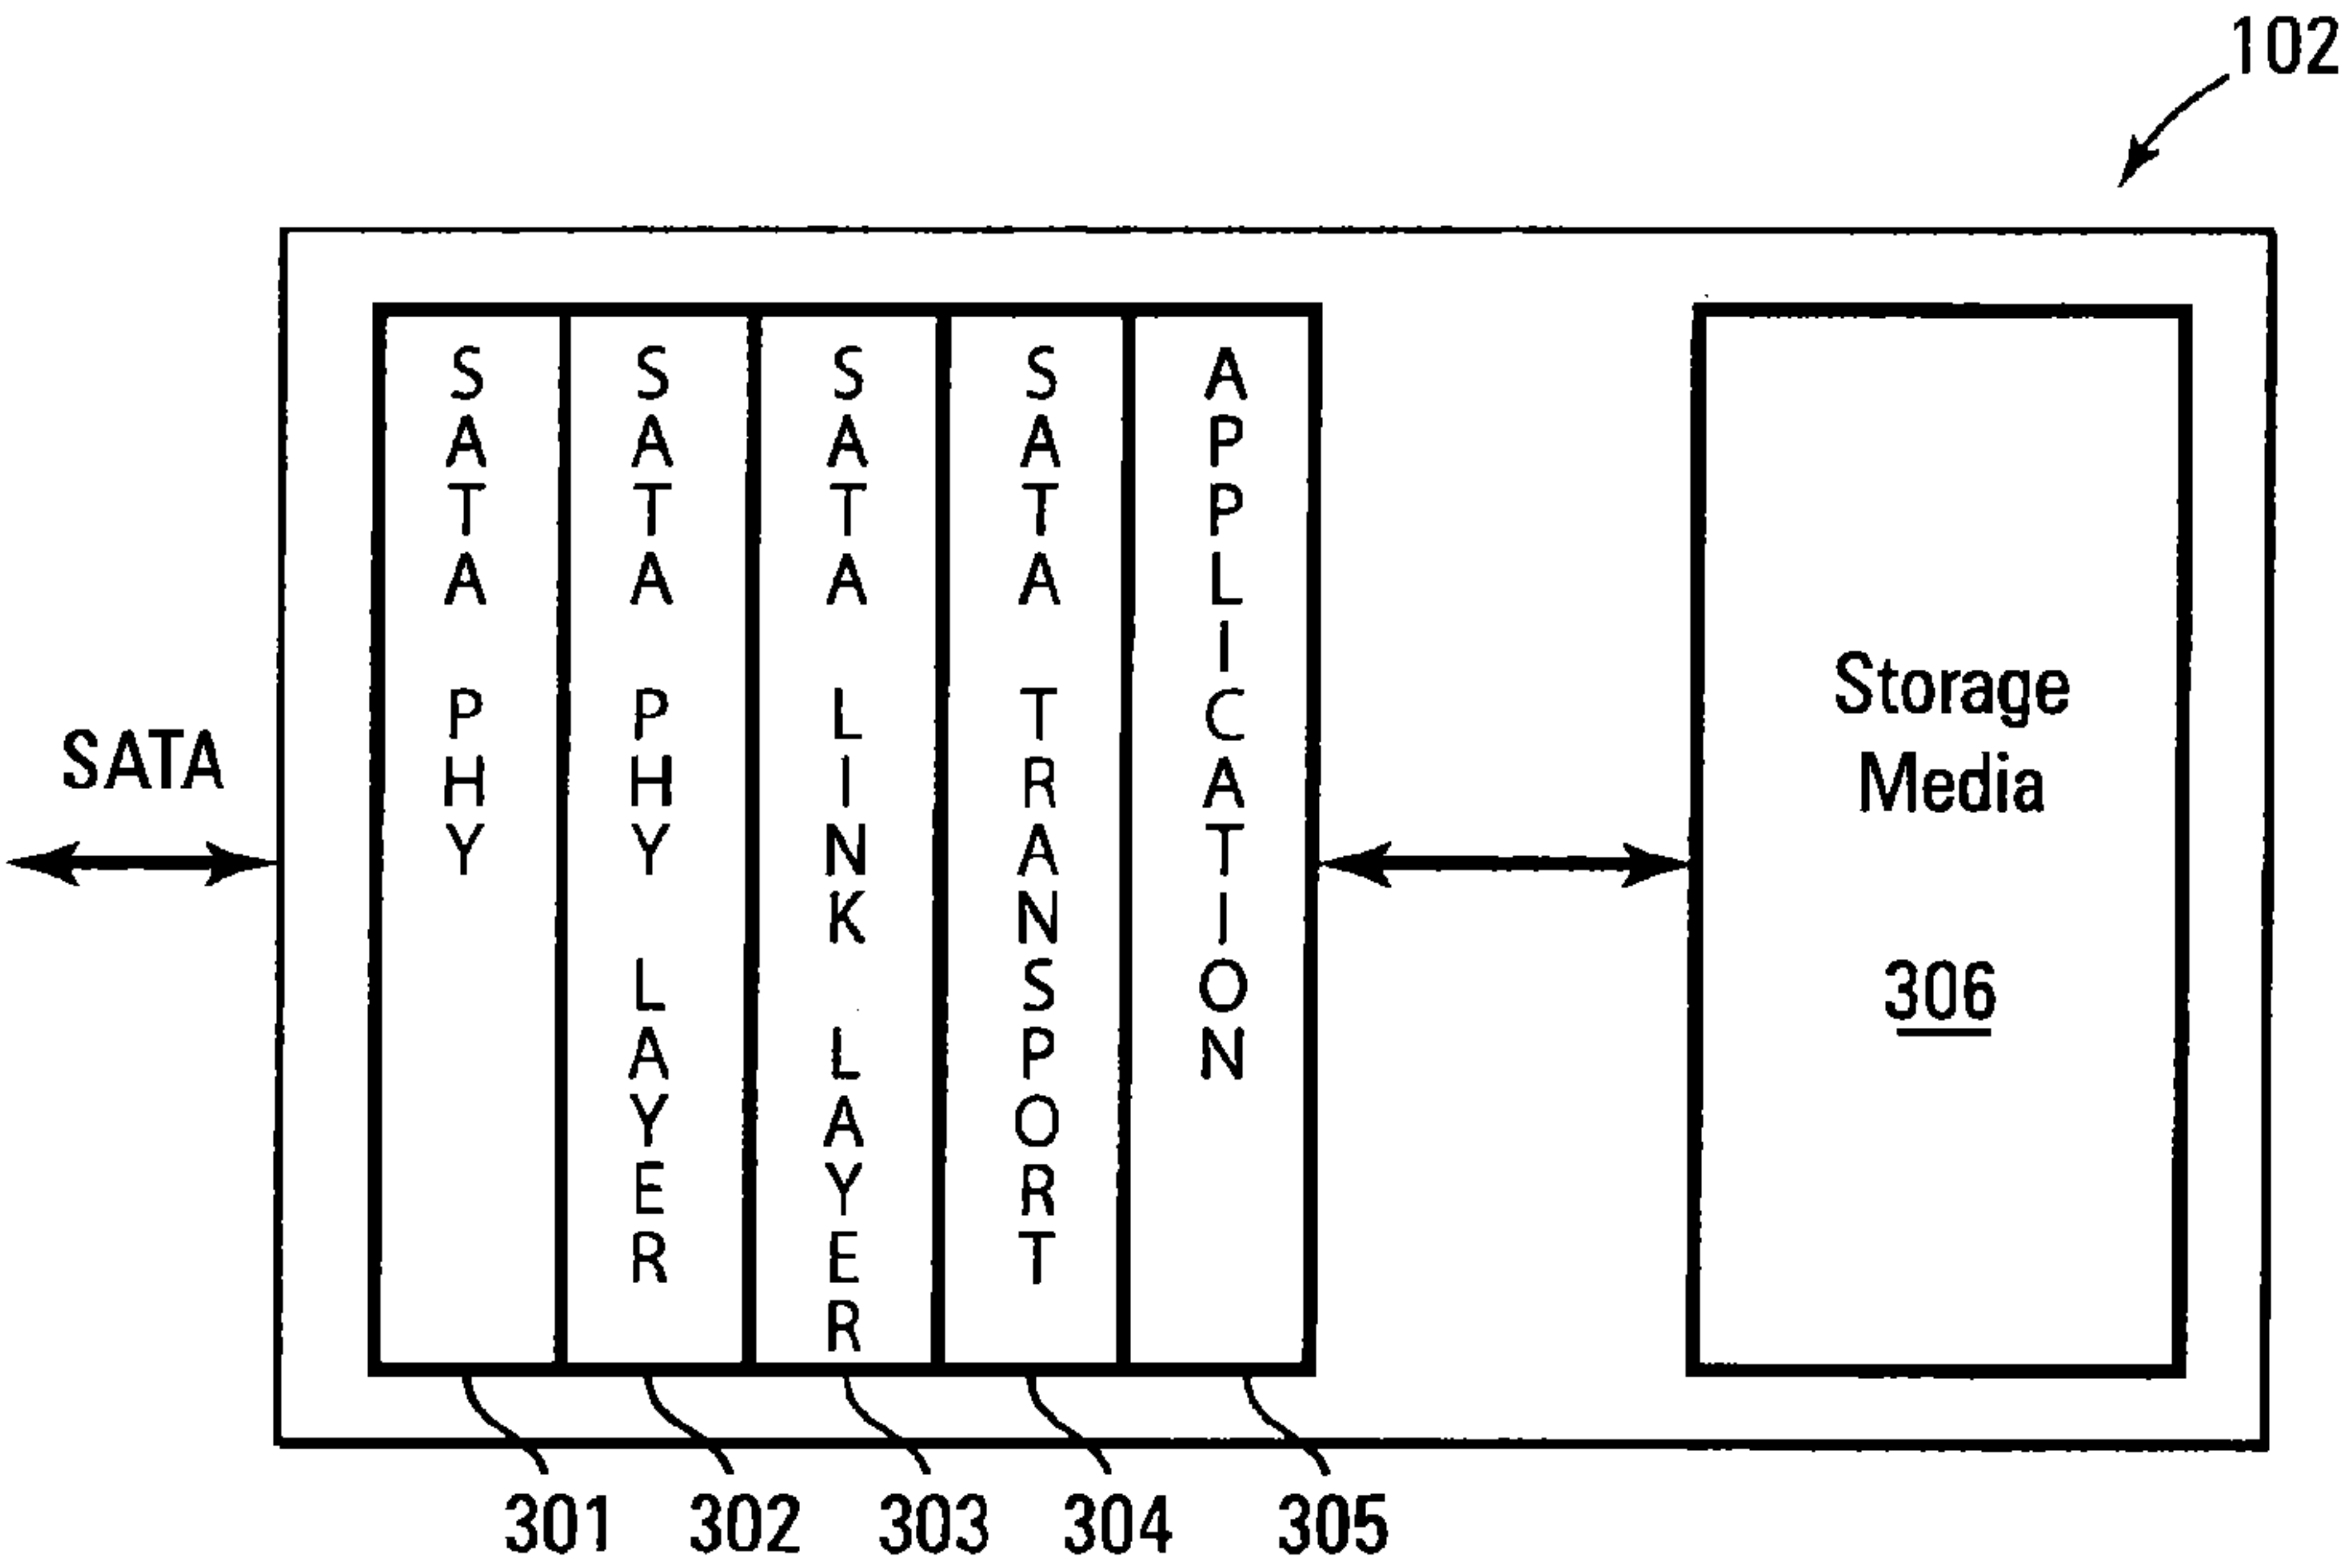 102
SATA
SATA PHY
SATA PHY LAYER
SATA LINK LAYER
SATA TRANSPORT
APPLICATION
Storage
Media
306
301
302
303
304
305